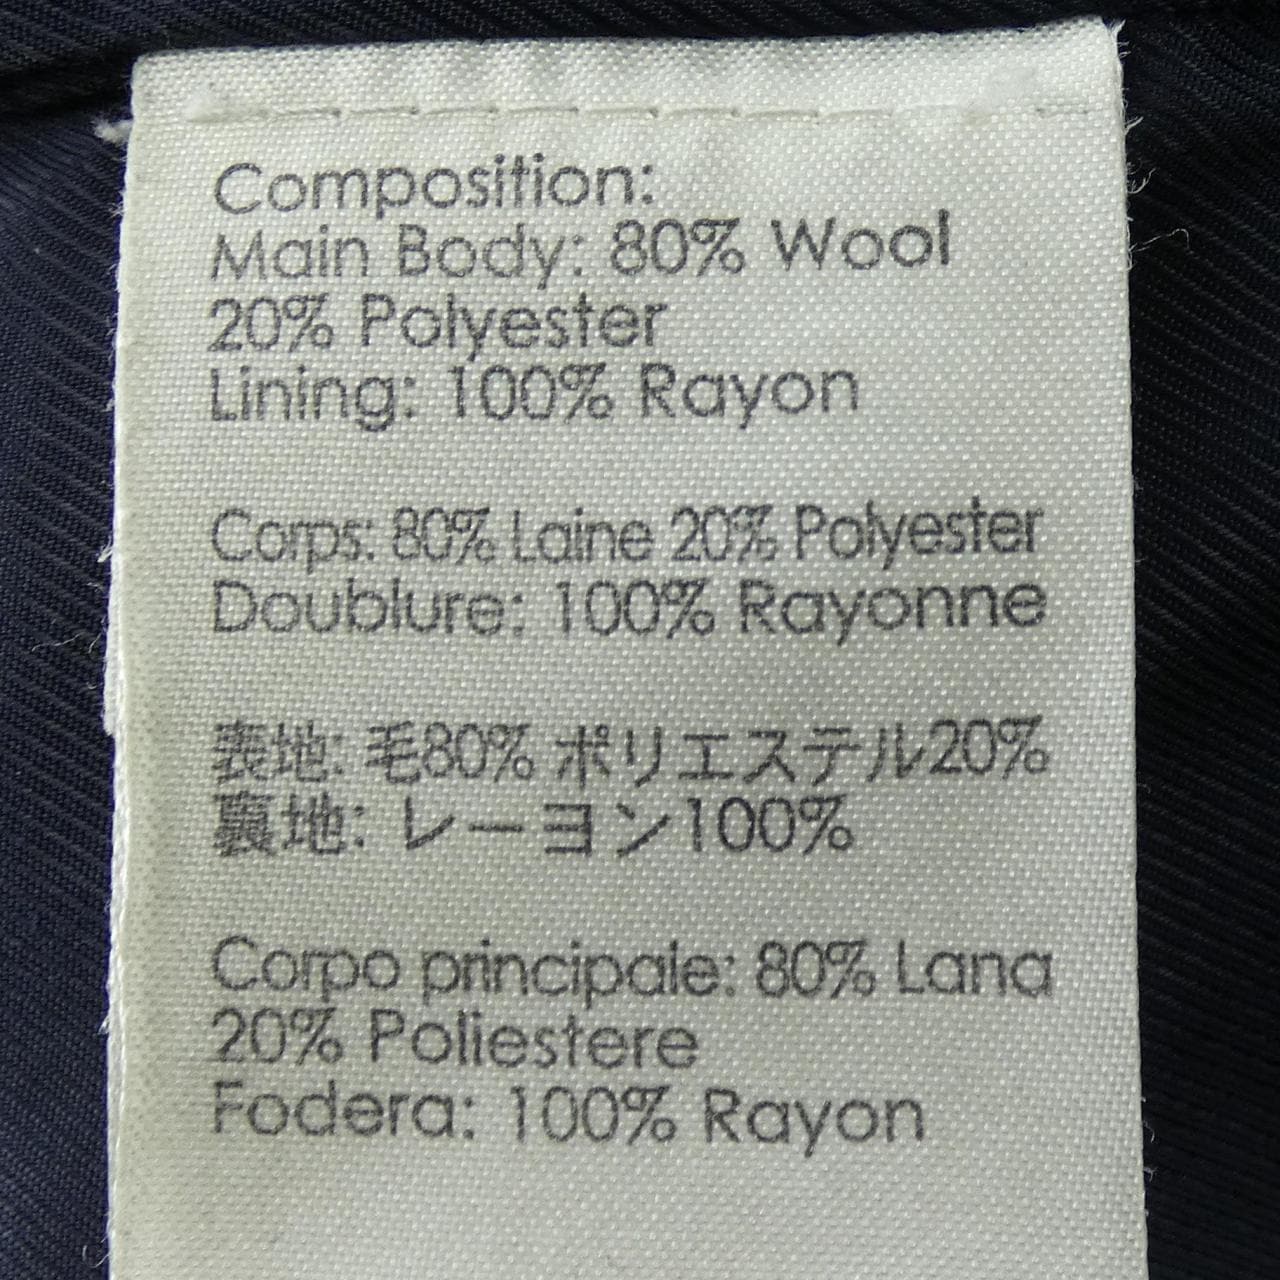 Composition:
Main Body: 80% Wool
20% Polyester
Lining: 100% Rayon
Corps: 80% Laine 20% Polyester
Doublure: 100% Rayonne
表地: 毛80% ポリエステル20%
裏地: レーヨン100%
Corpo principale: 80% Lana
20% Poliestere
Fodera: 100% Rayon